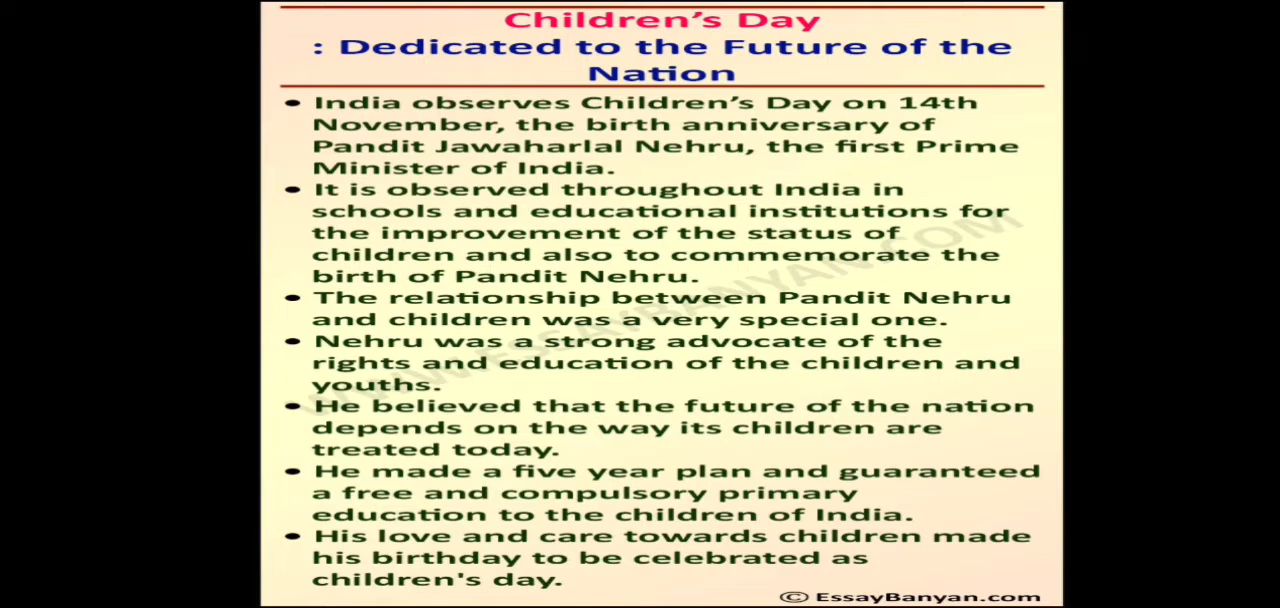 Children's Day
: Dedicated to the Future of the
Nation
• India observes Children's Day on 14th
November, the birth anniversary of
Pandit Jawaharlal Nehru, the first Prime
Minister of India.
• It is observed throughout India in
schools and educational institutions for
the improvement of the status of
children and also to commemorate the
birth of Pandit Nehru.
• The relationship between Pandit Nehru
and children was a very special one.
• Nehru was a strong advocate of the
rights and education of the children and
youths.
• He believed that the future of the nation
depends on the way its children are
treated today.
• He made a five year plan and guaranteed
a free and compulsory primary
education to the children of India.
• His love and care towards children made
his birthday to be celebrated as
children's day.
© EssayBanyan.com
WWW.ESSAYBANYAN.COM